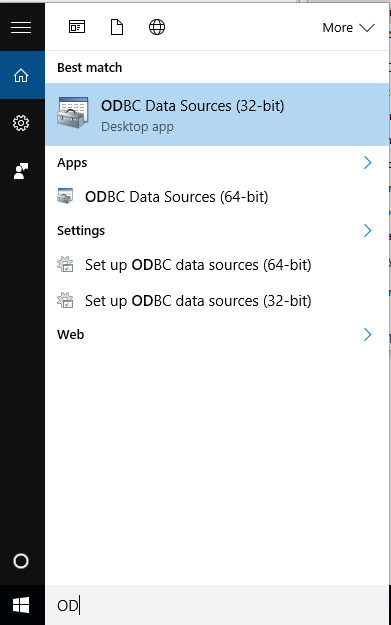 More
Best match
ODBC Data Sources (32-bit)
Desktop app
Apps
ODBC Data Sources (64-bit)
Settings
Set up ODBC data sources (64-bit)
Set up ODBC data sources (32-bit)
Web
OD